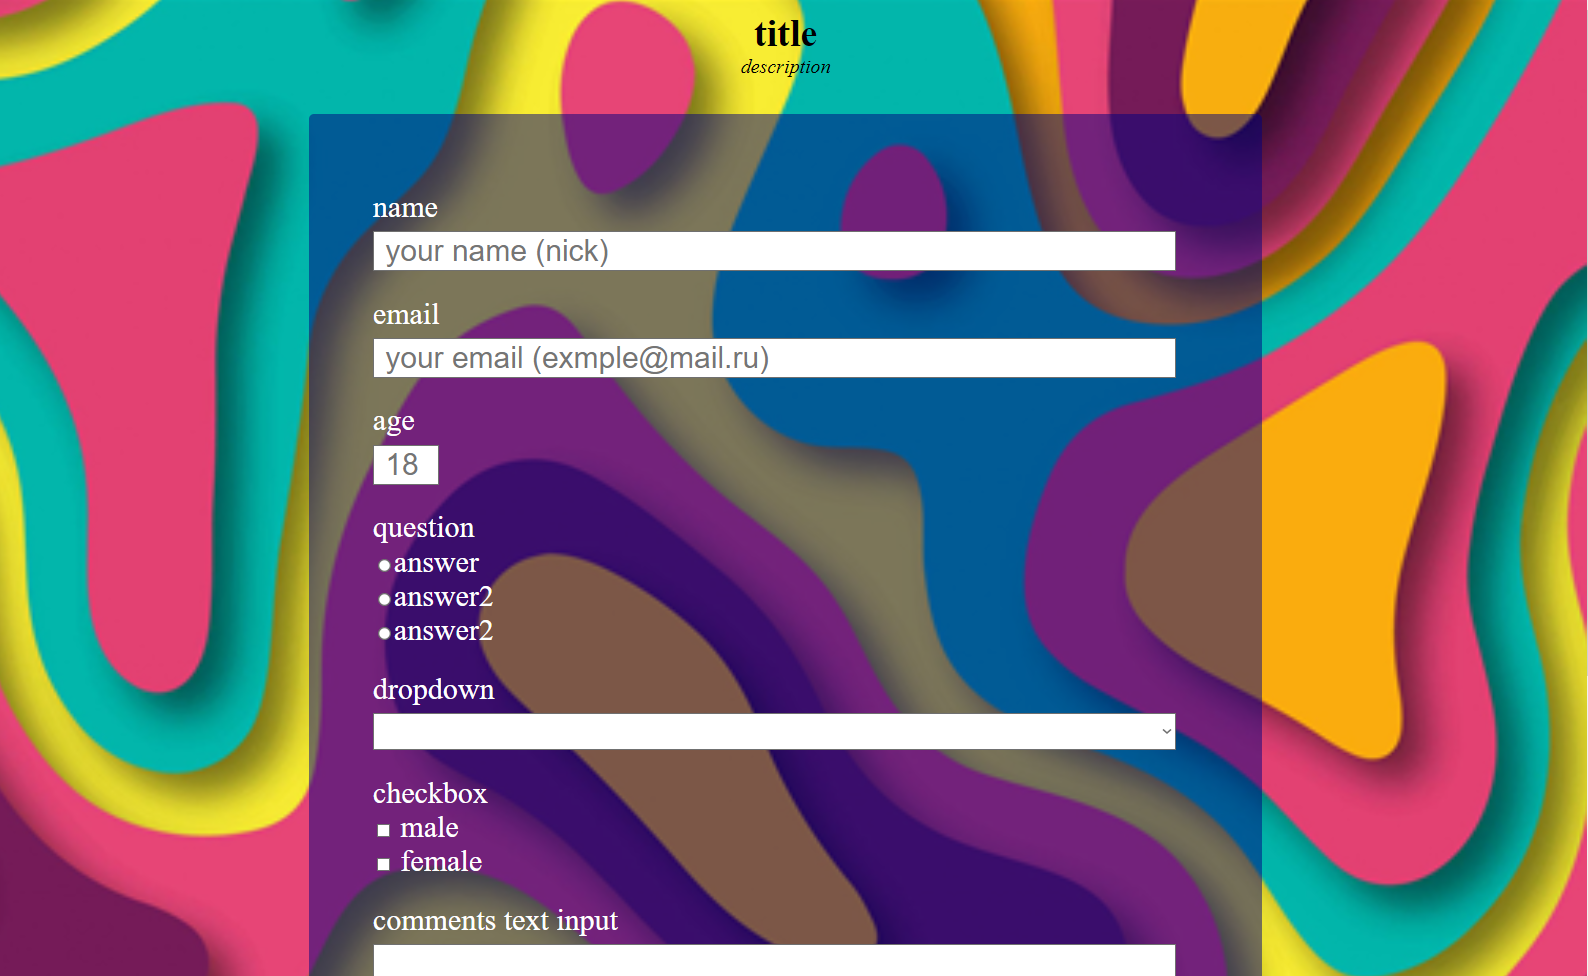 title
description
name
your name (nick)
email
your email (exmple@mail.ru)
age
18
question
answer
answer2
answer2
dropdown
checkbox
male
female
comments text input